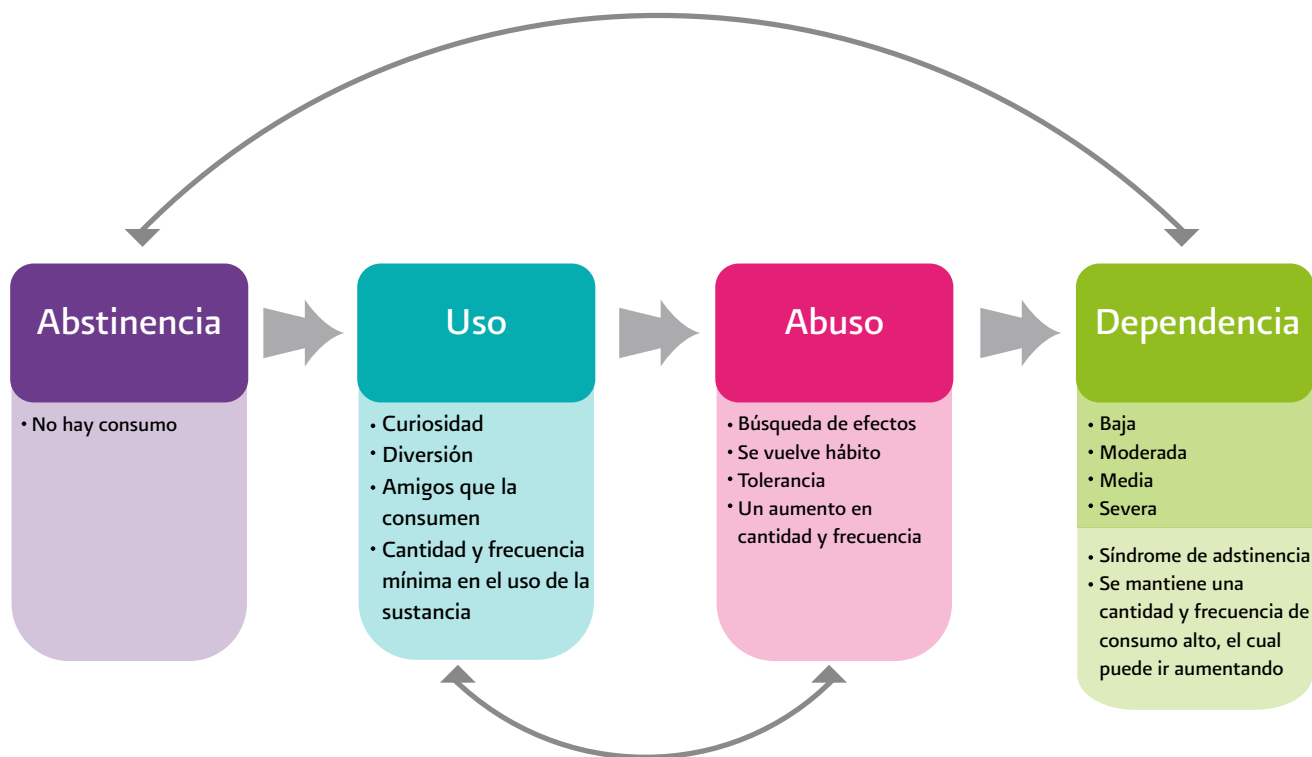 Abstinencia
• No hay consumo
Uso
• Curiosidad
• Diversión
• Amigos que la
consumen
• Cantidad y frecuencia
mínima en el uso de la
sustancia
Abuso
• Búsqueda de efectos
• Se vuelve hábito
• Tolerancia
• Un aumento en
cantidad y frecuencia
Dependencia
• Baja
• Moderada
• Media
• Severa
• Síndrome de adstinencia
• Se mantiene una
cantidad y frecuencia de
consumo alto, el cual
puede ir aumentando